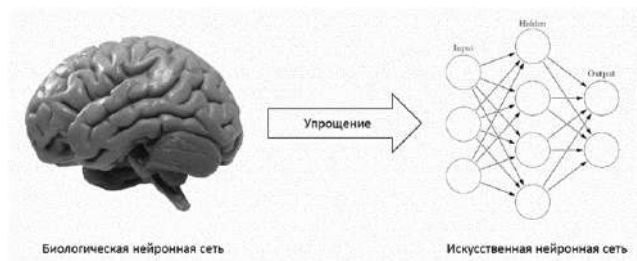 Hidden
Input
Output
Упрощение
Биологическая нейронная сеть
Искусственная нейронная сеть